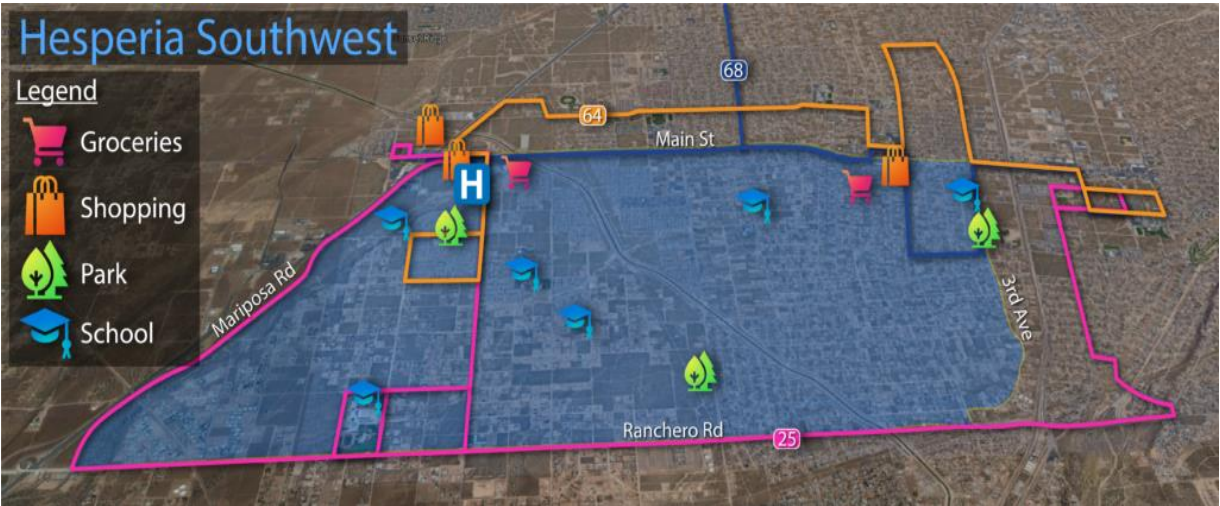 Hesperia Southwest
Legend
Groceries
Shopping
Park
School
68
64
Main St
H
Mariposa Rd
3rd Ave
Ranchero Rd
25